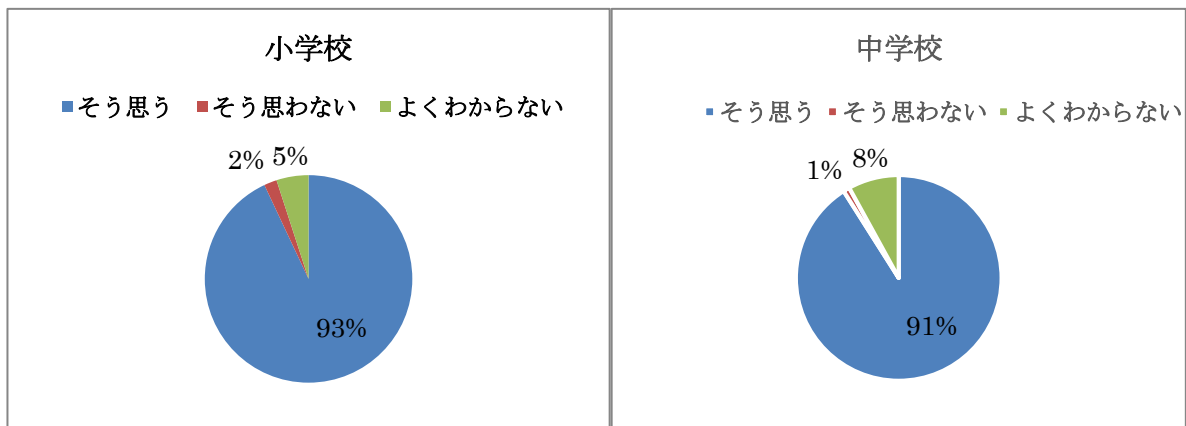 小学校
そう思う そう思わない よくわからない
2% 5%
93%
中学校
そう思う そう思わない よくわからない
1% 8%
91%